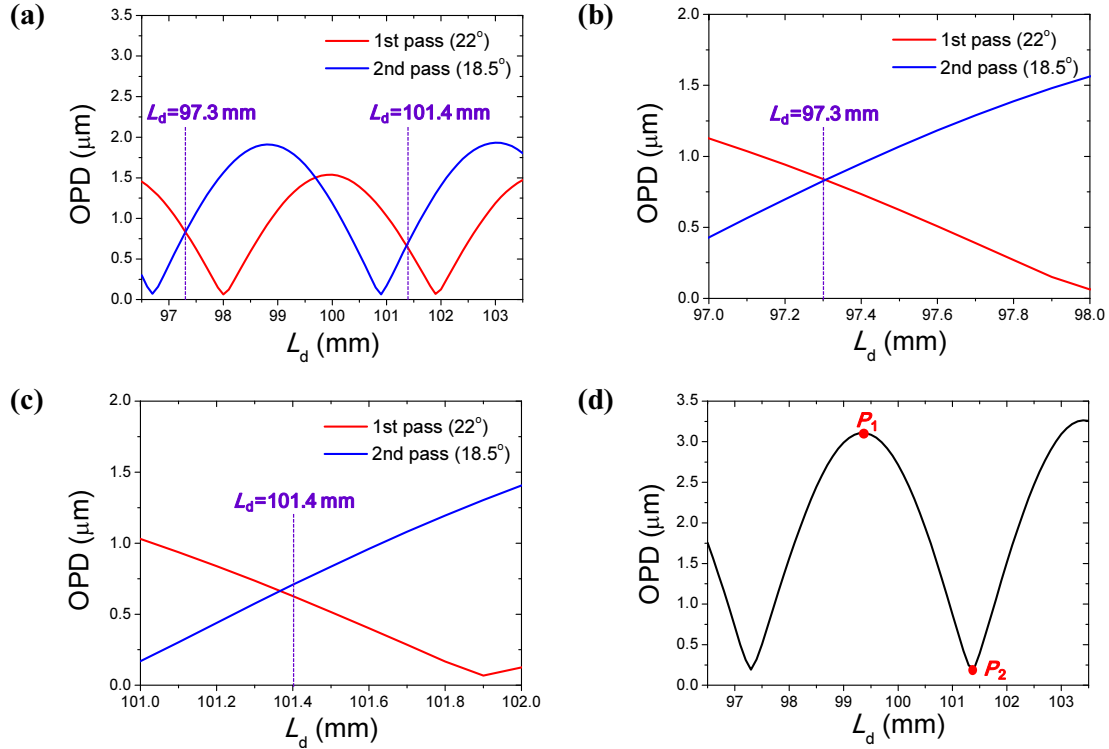 (a)
3.5
3.0
2.5
2.0
1.5
1.0
0.5
0.0
OPD (μm)
1st pass (22°)
2nd pass (18.5°)
Ld=97.3 mm
Ld=101.4 mm
97 98 99 100 101 102 103
Ld (mm)
(b)
2.0
1.5
1.0
0.5
0.0
OPD (μm)
1st pass (22°)
2nd pass (18.5°)
Ld=97.3 mm
97.0 97.2 97.4 97.6 97.8 98.0
Ld (mm)
(c)
2.0
1.5
1.0
0.5
0.0
OPD (μm)
1st pass (22°)
2nd pass (18.5°)
Ld=101.4 mm
101.0 101.2 101.4 101.6 101.8 102.0
Ld (mm)
(d)
3.5
3.0
2.5
2.0
1.5
1.0
0.5
0.0
OPD (μm)
P1
P2
97 98 99 100 101 102 103
Ld (mm)